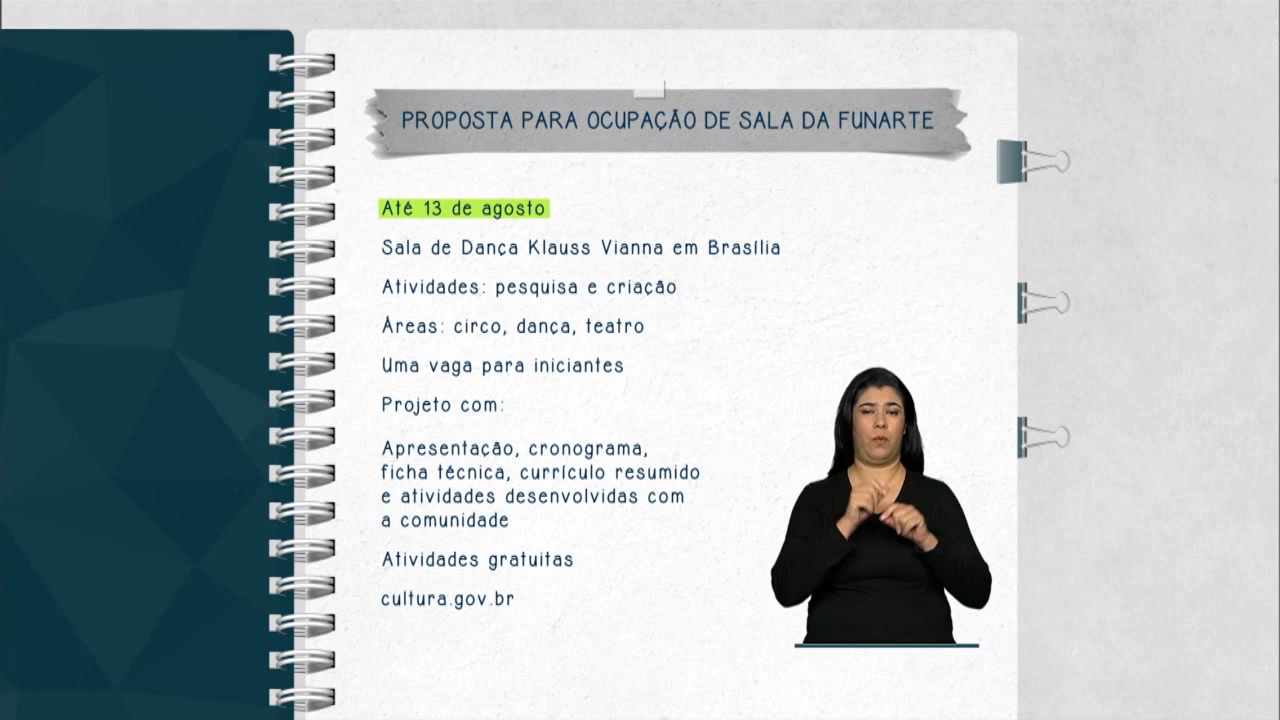 PROPOSTA PARA OCUPAÇÃO DE SALA DA FUNARTE
Até 13 de agosto
Sala de Dança Klauss Vianna em Brasília
Atividades: pesquisa e criação
Áreas: circo, dança, teatro
Uma vaga para iniciantes
Projeto com:
Apresentação, cronograma,
ficha técnica, currículo resumido
e atividades desenvolvidas com
a comunidade
Atividades gratuitas
cultura.gov.br